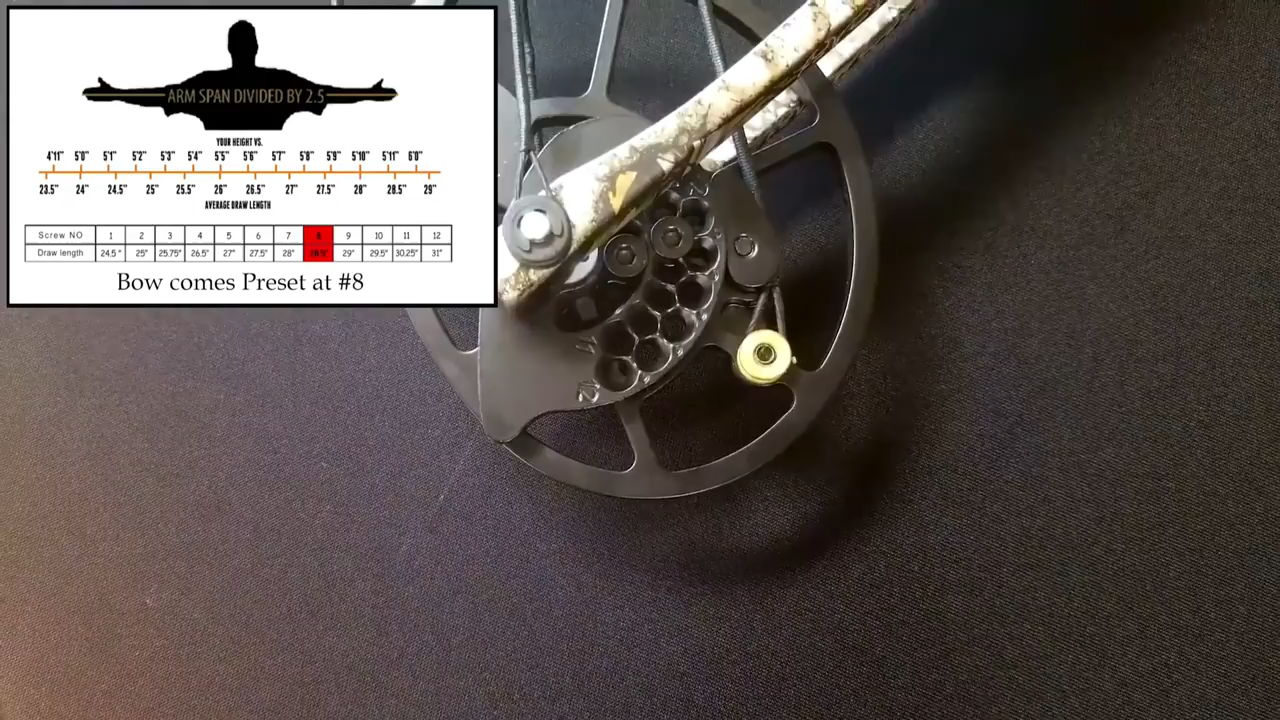 ARM SPAN DIVIDED BY 2.5
YOUR HEIGHT VS.
4'11" 5'0" 5'1" 5'2" 5'3" 5'4" 5'5" 5'6" 5'7" 5'8" 5'9" 5'10" 5'11" 6'0"
23.5" 24" 24.5" 25" 25.5" 26" 26.5" 27" 27.5" 28" 28.5" 29"
AVERAGE DRAW LENGTH
Screw NO 1 2 3 4 5 6 7 8 9 10 11 12
Draw length 24.5" 25" 25.75" 26.5" 27" 27.5" 28" 28.5" 29" 29.5" 30.25" 31"
Bow comes Preset at #8
11
12